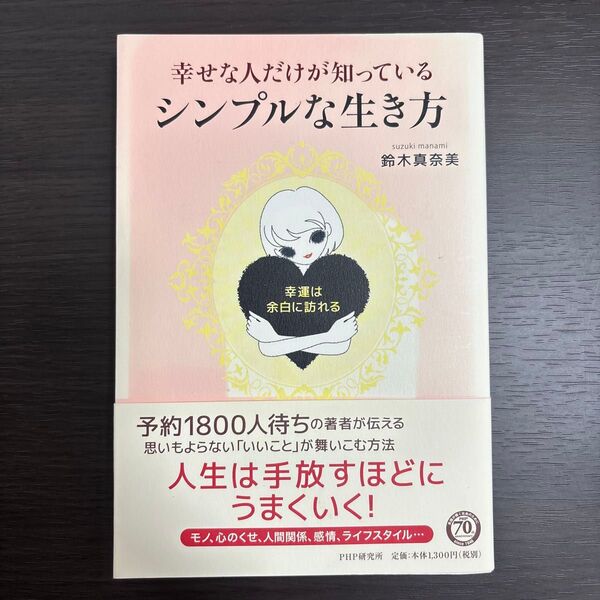 幸せな人だけが知っている
シンプルな生き方
suzuki manami
鈴木真奈美
幸運は
余白に訪れる
予約1800人待ちの著者が伝える
思いもよらない「いいこと」が舞いこむ方法
人生は手放すほどに
うまくいく!
モノ、心のくせ、人間関係、感情、ライフスタイル…
70
PHP研究所 定価:本体1,300円(税別)